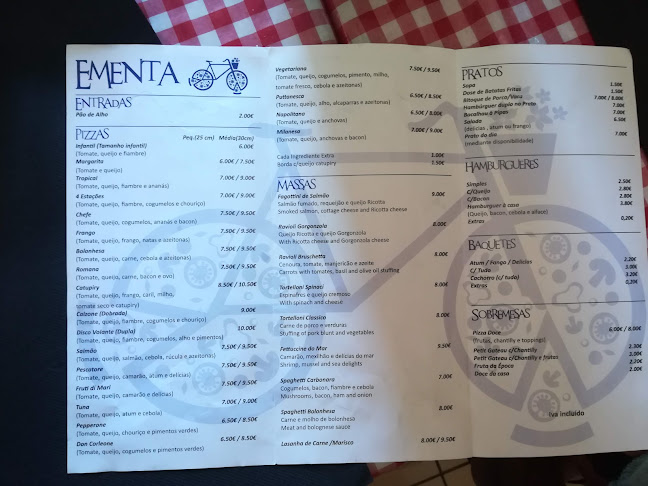 EMENTA
ENTRADAS
Pão de Alho 2.00€
PIZZAS Peq.(25 cm) Média(30cm)
Infantil (Tamanho infantil) 6.00€
(Tomate, queijo e fiambre)
Margarita 6.00€ / 7.50€
(Tomate e queijo)
Tropical 7.00€ / 9.00€
(Tomate, queijo, fiambre e ananás)
4 Estações 7.00€ / 9.00€
(Tomate, queijo, fiambre, cogumelos e chouriço)
Chefe 7.50€ / 9.50€
(Tomate, queijo, cogumelos, ananás e bacon)
Frango 7.50€ / 9.50€
(Tomate, queijo, frango, natas e azeitonas)
Bolonhesa 7.50€ / 9.50€
(Tomate, queijo, carne, cebola e azeitonas)
Romana 7.50€ / 9.50€
(Tomate, queijo, carne, bacon e ovo)
Catupiry 8.50€ / 10.50€
(Tomate, queijo, frango, caril, milho,
tomate seco e catupiry)
Calzone (Dobrada) 9.00€
(Tomate, queijo, fiambre, cogumelos e chouriço)
Disco Voante (Dupla) 10.00€
(Tomate, queijo, fiambre, cogumelos, alho e pimentos)
Salmão 7.50€ / 9.50€
(Tomate, queijo, salmão, cebola, rúcula e azeitonas)
Pescatore 7.50€ / 9.50€
(Tomate, queijo, camarão, atum e delicias)
Fruti di Mari 7.50€ / 9.50€
(Tomate, queijo, camarão e delicias)
Tuna 7.00€ / 9.00€
(Tomate, queijo, atum e cebola)
Pepperone 6.50€ / 8.50€
(Tomate, queijo, chouriço e pimentos verdes)
Don Corleone 6.50€ / 8.50€
(Tomate, queijo, cogumelos e pimentos verdes)
Vegetariana 7.50€ / 9.50€
(Tomate, queijo, cogumelos, pimento, milho,
tomate fresco, cebola e azeitonas)
Puttanesca 6.50€ / 8.50€
(Tomate, queijo, alho, alcaparras e azeitonas)
Napolitano 6.50€ / 8.00€
(Tomate, queijo e anchovas)
Milanesa 7.00€ / 9.00€
(Tomate, queijo, anchovas e bacon)
Cada Ingrediente Extra 1.00€
Borda c/queijo catupiry 1.50€
MASSAS
Fagottini de Salmão 9.00€
Salmão fumado, requeijão e queijo Ricotta
Smoked salmon, cottage cheese and Ricotta cheese
Ravioli Gorgonzola 8.00€
Queijo Ricotta e queijo Gorgonzola
With Ricotta and Gorgonzola cheese
Ravioli Bruschetta 8.00€
Cenoura, tomate, manjericão e azeite
Carrots with tomatos, basil and olive oil stuffing
Tortelloni Spinaci 8.00€
Espinafres e queijo cremoso
With spinach and cheese
Tortelloni Classico 8.00€
Carne de porco e verduras
Stuffing of pork blunt and vegetables
Fettuccine do Mar 9.50€
Camarão, mexilhão e delicias do mar
Shrimp, mussel and sea delights
Spaghetti Carbonara 7.00€
Cogumelos, bacon, fiambre e cebola
Mushrooms, bacon, ham and onion
Spaghetti Bolonhesa 8.00€
Carne e molho de bolonhesa
Meat and bolognese sauce
Lasanha de Carne /Marisco 8.00€ / 9.50€
PRATOS
Sopa 1.50€
Dose de Batatas Fritas 1.50€
Bitoque de Porco/Vaca 7.00€ / 8.00€
Hambúrguer dupla no Prato 7.00€
Bacalhau à Pipas 7.00€
Salada 6.50€
(delicias , atum ou frango)
Prato do dia 7.00€
(mediante disponibilidade)
HAMBURGUERES
Simples 2.50€
C/Queijo 2.80€
C/Bacon 2.80€
Hamburguer à casa 3.80€
(Queijo, bacon, cebola e alface)
Extras 0,20€
BAQUETES
Atum / Fango / Delicias 2.20€
C/ Tudo 3.00€
Cachorro (c/ tudo) 3.20€
Extras 0,20€
SOBREMESAS
Pizza Doce 6.00€ / 8.00€
(frutas, chantilly e toppings)
Petit Gateau c/Chantilly 2.30€
Petit Gateau c/Chantilly e frutas 3.00€
Fruta da Época 2.20€
Doce da casa 2.00€
Iva incluido